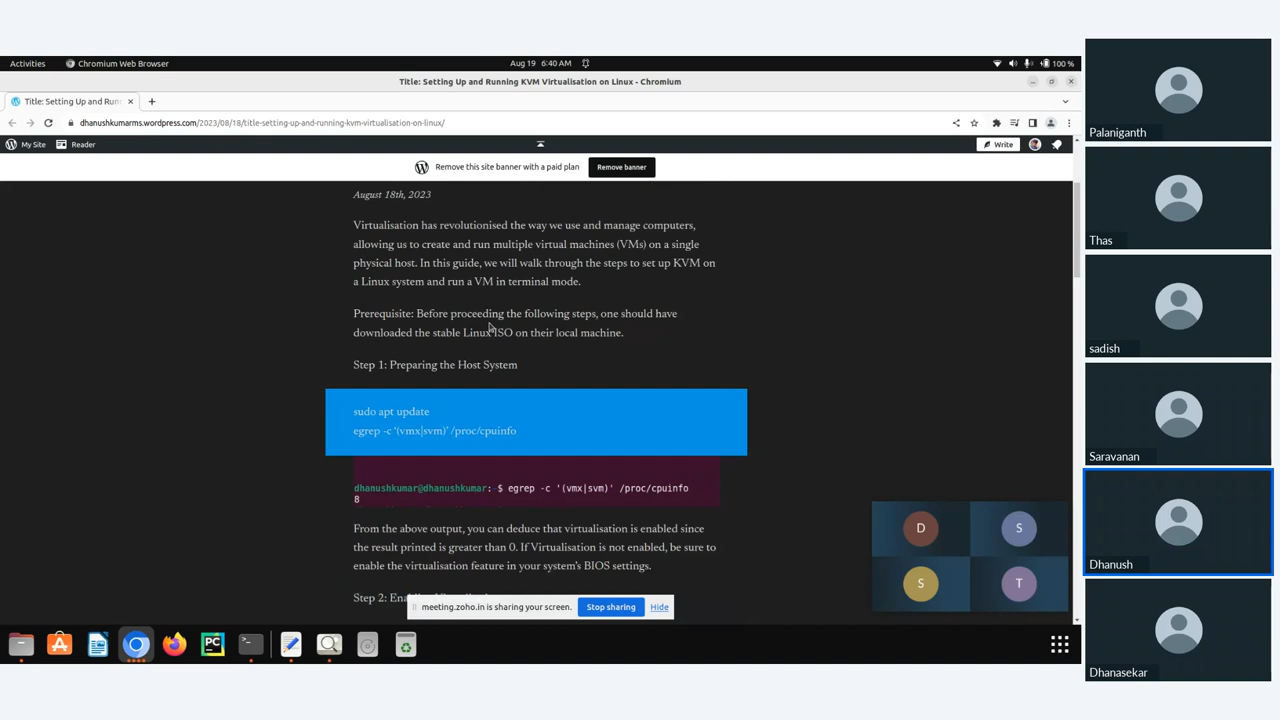 Activities
Chromium Web Browser
Aug 19 6:40 AM
100 %
Title: Setting Up and Running KVM Virtualisation on Linux - Chromium
Title: Setting Up and Run
dhanushkumarms.wordpress.com/2023/08/18/title-setting-up-and-running-kvm-virtualisation-on-linux/
My Site
Reader
Write
Remove this site banner with a paid plan
Remove banner
August 18th, 2023
Virtualisation has revolutionised the way we use and manage computers,
allowing us to create and run multiple virtual machines (VMs) on a single
physical host. In this guide, we will walk through the steps to set up KVM on
a Linux system and run a VM in terminal mode.
Prerequisite: Before proceeding the following steps, one should have
downloaded the stable Linux ISO on their local machine.
Step 1: Preparing the Host System
sudo apt update
egrep -c '(vmx|svm)' /proc/cpuinfo
dhanushkumar@dhanushkumar:~$ egrep -c '(vmx|svm)' /proc/cpuinfo
8
From the above output, you can deduce that virtualisation is enabled since
the result printed is greater than 0. If Virtualisation is not enabled, be sure to
enable the virtualisation feature in your system's BIOS settings.
Step 2:
meeting.zoho.in is sharing your screen.
Stop sharing
Hide
D
S
S
T
PC
Palaniganth
Thas
sadish
Saravanan
Dhanush
Dhanasekar